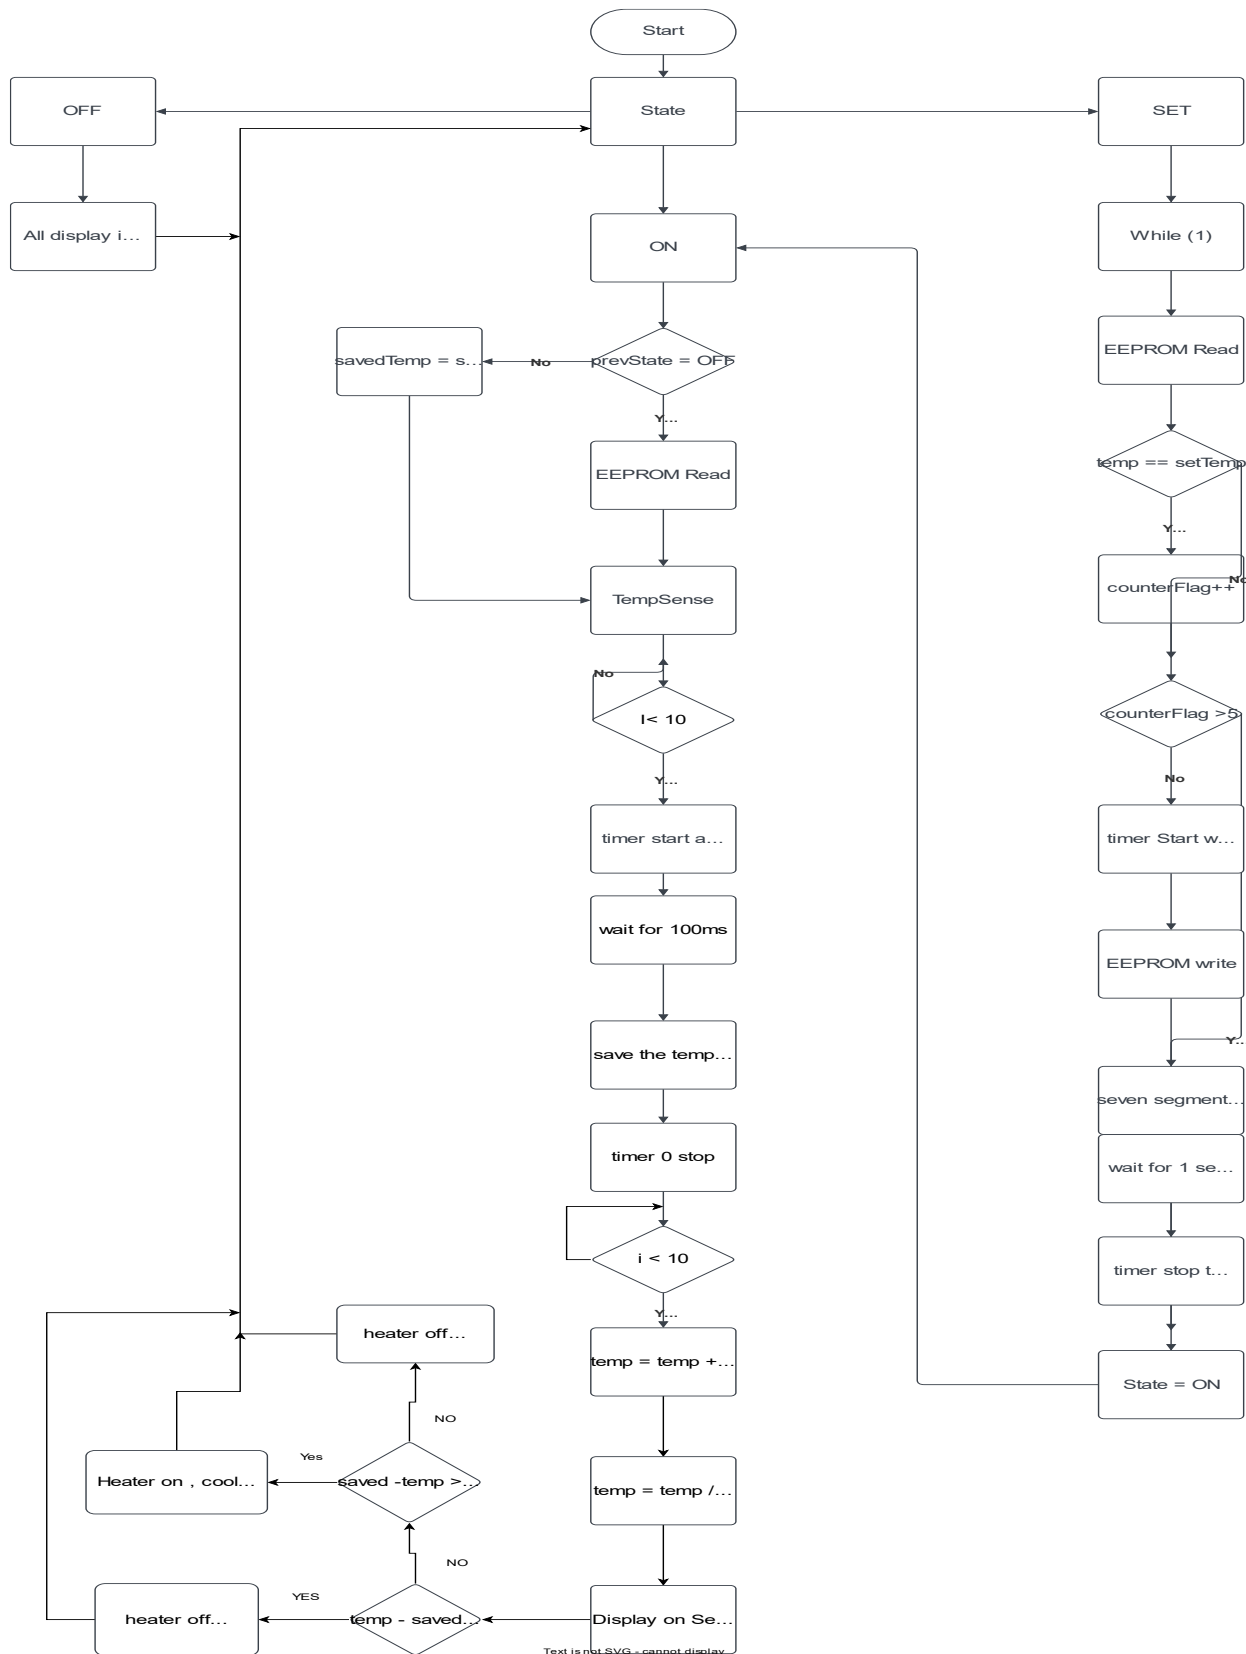 Start
OFF
State
SET
All display i...
ON
While (1)
savedTemp = s...
No
prevState = OFF
EEPROM Read
Y...
EEPROM Read
temp == setTemp
Y...
TempSense
counterFlag++
No
No
I< 10
counterFlag >5
Y...
No
timer start a...
timer Start w...
wait for 100ms
EEPROM write
save the temp...
Y...
seven segment...
timer 0 stop
wait for 1 se...
i < 10
timer stop t...
Y...
heater off...
temp = temp +...
State = ON
NO
Yes
Heater on , cool...
saved -temp >...
temp = temp /...
NO
YES
heater off...
temp - saved...
Display on Se...
Text is not SVG - cannot display